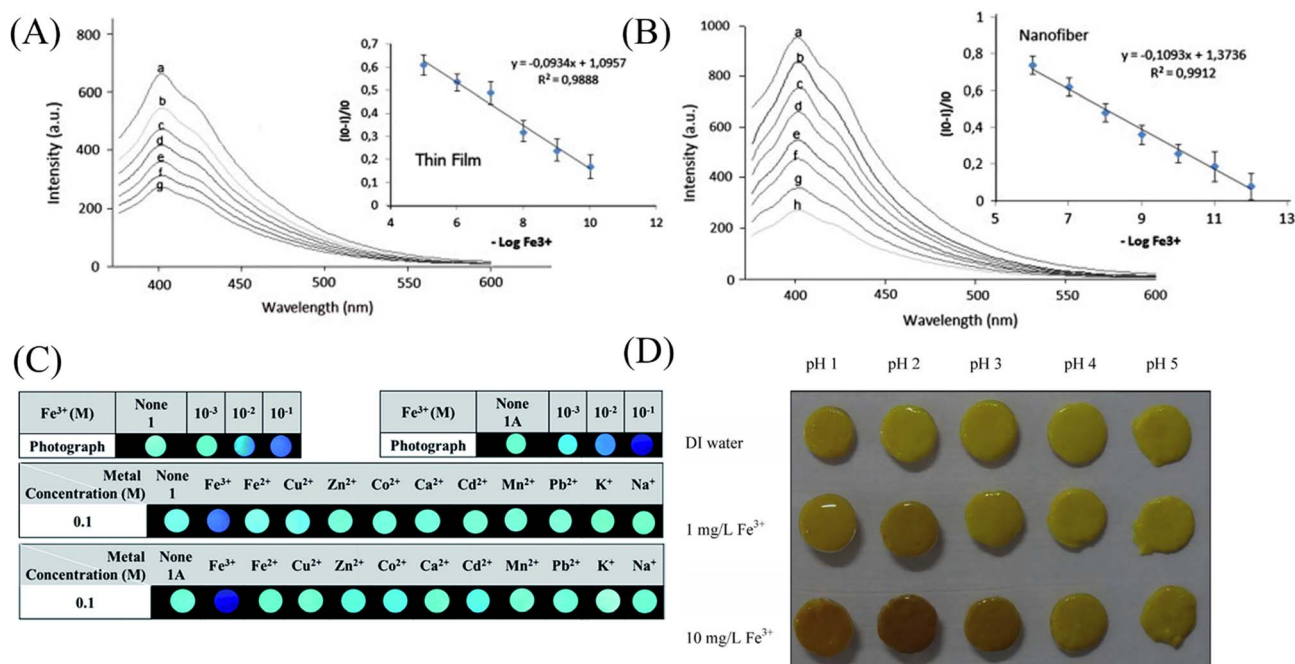 (A)
800
600
400
200
0
Intensity (a.u.)
a
b
c
d
e
f
g
400
450
500
550
600
Wavelength (nm)
0,7
0,6
0,5
0,4
0,3
0,2
0,1
0
(I0-I)/I0
y = -0,0934x + 1,0957
R² = 0,9888
Thin Film
4
6
8
10
12
- Log Fe3+
(B)
1000
800
600
400
200
0
Intensity (a.u.)
a
b
c
d
e
f
g
h
400
450
500
550
600
Wavelength (nm)
1
0,8
0,6
0,4
0,2
0
(I0-I)/I0
Nanofiber
y = -0,1093x + 1,3736
R² = 0,9912
5
7
9
11
13
- Log Fe3+
(C)
Fe³⁺ (M) None 1 10⁻³ 10⁻² 10⁻¹
Photograph
Fe³⁺ (M) None 1A 10⁻³ 10⁻² 10⁻¹
Photograph
Metal
Concentration (M) None 1 Fe³⁺ Fe²⁺ Cu²⁺ Zn²⁺ Co²⁺ Ca²⁺ Cd²⁺ Mn²⁺ Pb²⁺ K⁺ Na⁺
0.1
Metal
Concentration (M) None 1A Fe³⁺ Fe²⁺ Cu²⁺ Zn²⁺ Co²⁺ Ca²⁺ Cd²⁺ Mn²⁺ Pb²⁺ K⁺ Na⁺
0.1
(D)
pH 1 pH 2 pH 3 pH 4 pH 5
DI water
1 mg/L Fe³⁺
10 mg/L Fe³⁺